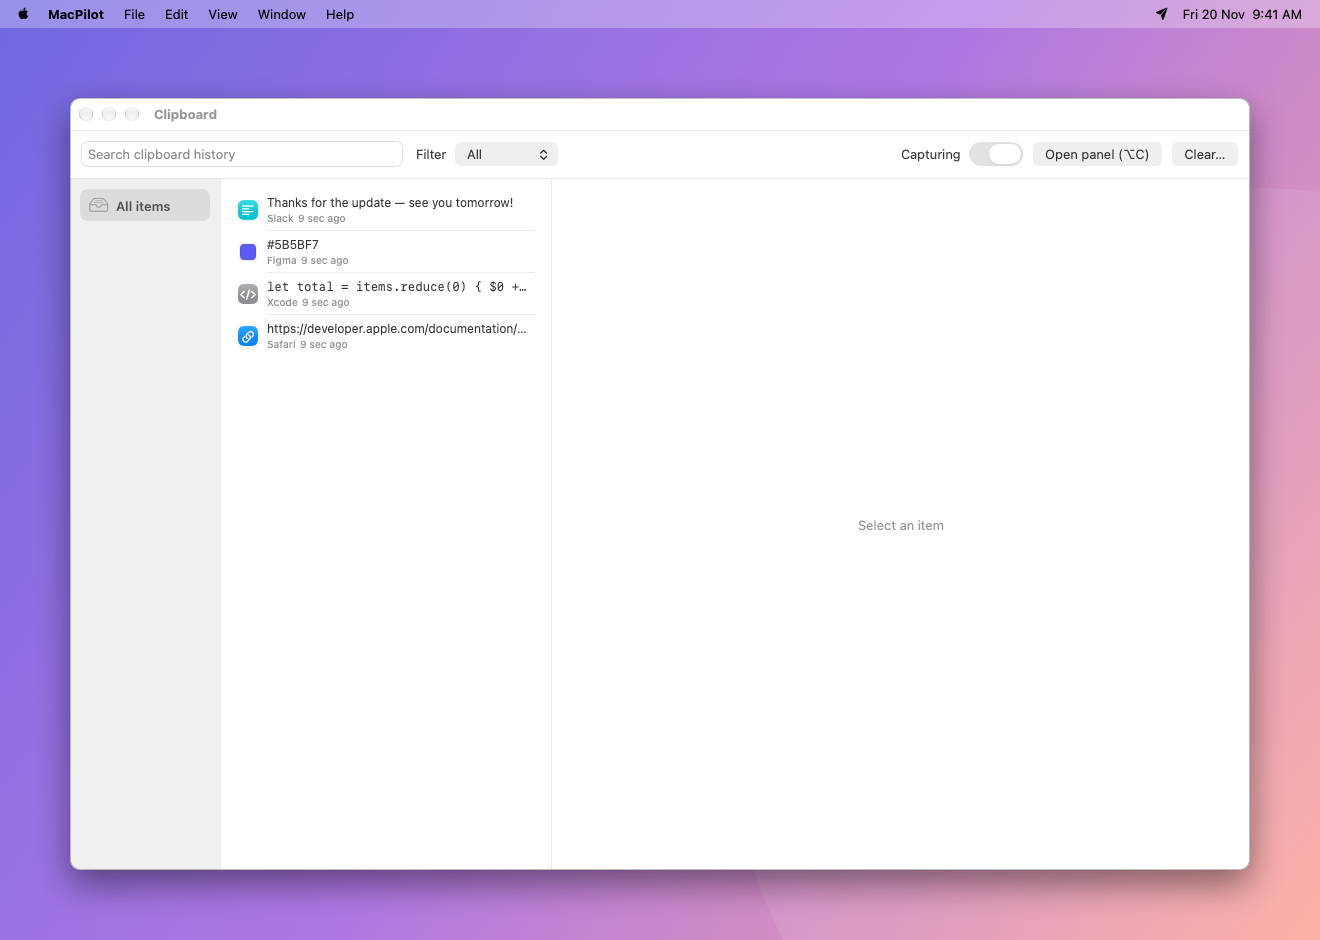 MacPilot File Edit View Window Help Fri 20 Nov 9:41 AM
Clipboard
Search clipboard history Filter All Capturing Open panel (⌥C) Clear...
All items
Thanks for the update — see you tomorrow!
Slack 9 sec ago
#5B5BF7
Figma 9 sec ago
let total = items.reduce(0) { $0 +…
Xcode 9 sec ago
https://developer.apple.com/documentation/…
Safari 9 sec ago
Select an item